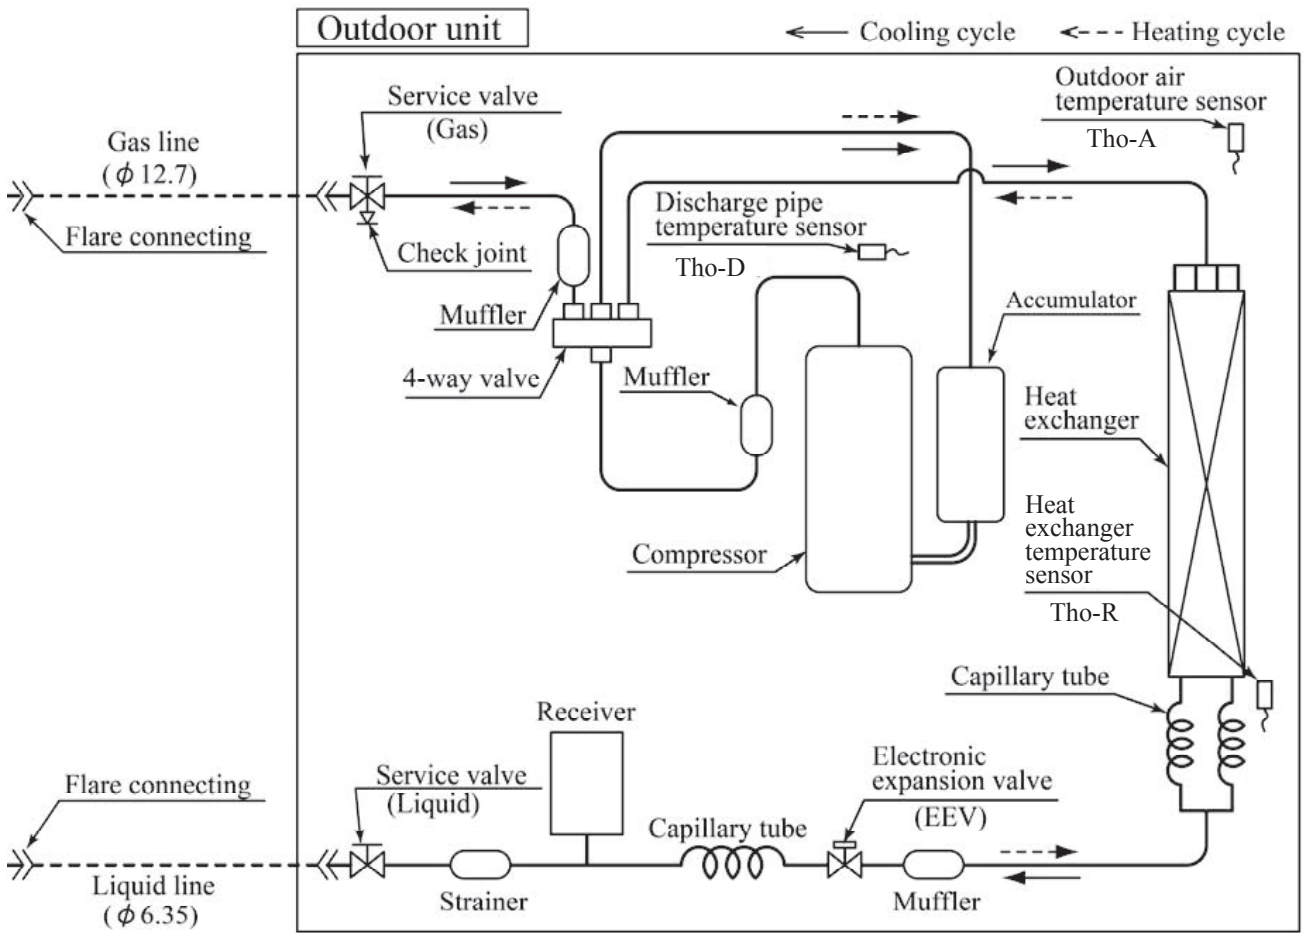 Outdoor unit
Cooling cycle
Heating cycle
Service valve
(Gas)
Outdoor air
temperature sensor
Tho-A
Gas line
(ϕ 12.7)
Flare connecting
Check joint
Discharge pipe
temperature sensor
Tho-D
Muffler
Accumulator
4-way valve
Muffler
Heat
exchanger
Compressor
Heat
exchanger
temperature
sensor
Tho-R
Capillary tube
Receiver
Flare connecting
Service valve
(Liquid)
Electronic
expansion valve
(EEV)
Capillary tube
Liquid line
(ϕ 6.35)
Strainer
Muffler